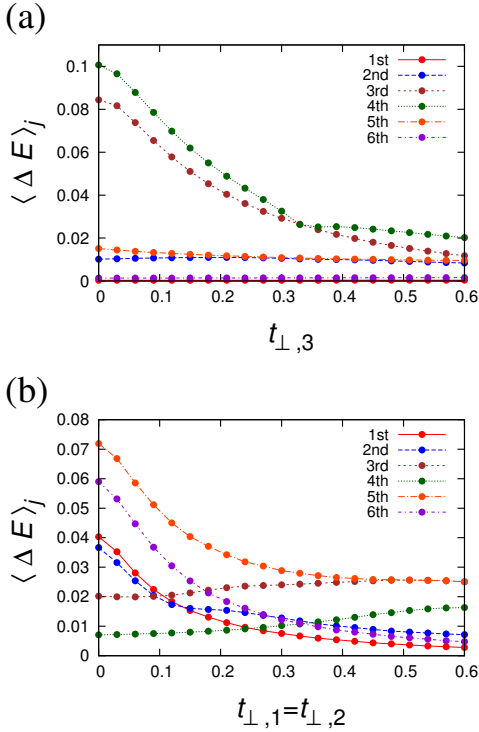 (a)
⟨ Δ E ⟩j
0.1
0.08
0.06
0.04
0.02
0
0 0.1 0.2 0.3 0.4 0.5 0.6
1st
2nd
3rd
4th
5th
6th
t⊥,3
(b)
⟨ Δ E ⟩j
0.08
0.07
0.06
0.05
0.04
0.03
0.02
0.01
0
0 0.1 0.2 0.3 0.4 0.5 0.6
1st
2nd
3rd
4th
5th
6th
t⊥,1=t⊥,2